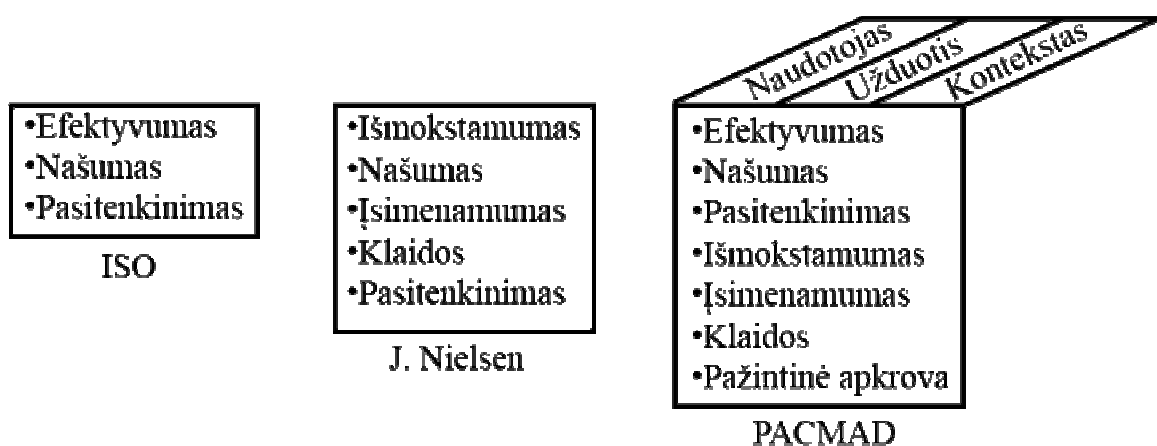 •Efektyvumas
•Našumas
•Pasitenkinimas
ISO
•Išmokstamumas
•Našumas
•Įsimenamumas
•Klaidos
•Pasitenkinimas
J. Nielsen
Naudotojas
Užduotis
Kontekstas
•Efektyvumas
•Našumas
•Pasitenkinimas
•Išmokstamumas
•Įsimenamumas
•Klaidos
•Pažintinė apkrova
PACMAD